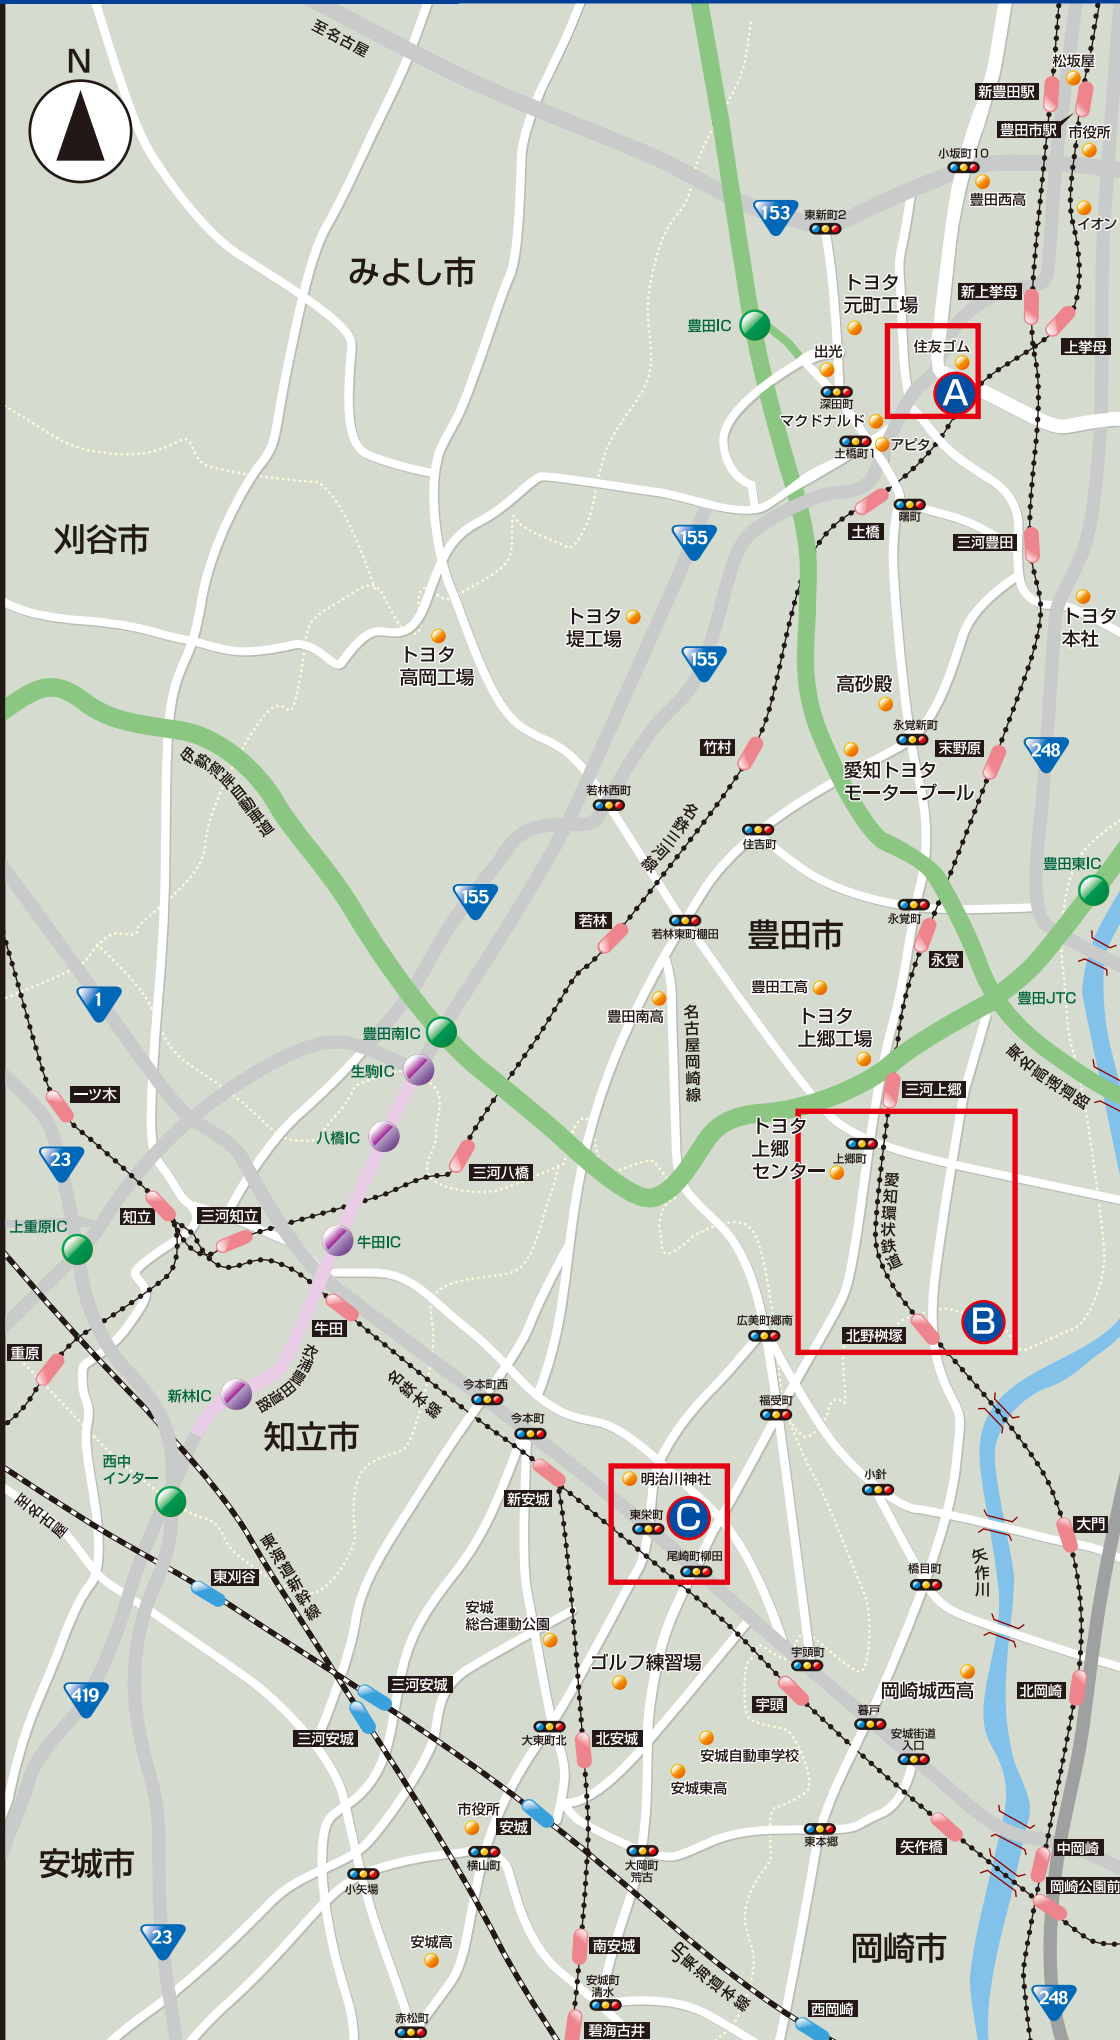 N
至名古屋
松坂屋
新豊田駅
豊田市駅
市役所
小坂町10
豊田西高
イオン
153
東新町2
みよし市
トヨタ
元町工場
新上挙母
豊田IC
上挙母
住友ゴム
出光
A
深田町
マクドナルド
土橋町1
アピタ
刈谷市
155
土橋
曙町
三河豊田
トヨタ
堤工場
トヨタ
本社
トヨタ
高岡工場
155
高砂殿
永覚新町
竹村
末野原
248
伊勢湾岸自動車道
愛知トヨタ
モータープール
若林西町
名鉄三河線
住吉町
豊田東IC
155
若林
若林東町棚田
豊田市
永覚町
永覚
1
豊田工高
豊田JTC
豊田南高
名古屋岡崎線
トヨタ
上郷工場
豊田南IC
生駒IC
東名高速道路
一ツ木
三河上郷
八橋IC
トヨタ
上郷
センター
上郷町
23
三河八橋
愛知環状鉄道
知立
三河知立
上重原IC
牛田IC
牛田
広美町郷南
北野桝塚
B
重原
衣浦豊田道路
新林IC
名鉄本線
今本町西
福受町
知立市
今本町
西中
インター
新安城
明治川神社
小針
東栄町
C
至名古屋
大門
東海道新幹線
尾崎町柳田
矢作川
橋目町
東刈谷
安城
総合運動公園
ゴルフ練習場
宇頭町
419
三河安城
宇頭
岡崎城西高
北岡崎
三河安城
大東町北
北安城
暮戸
安城街道
入口
安城自動車学校
安城東高
市役所
安城
東本郷
矢作橋
中岡崎
安城市
横山町
大岡町
荒古
小矢場
岡崎公園前
23
安城高
南安城
JR東海道本線
岡崎市
安城町
清水
248
赤松町
碧海古井
西岡崎